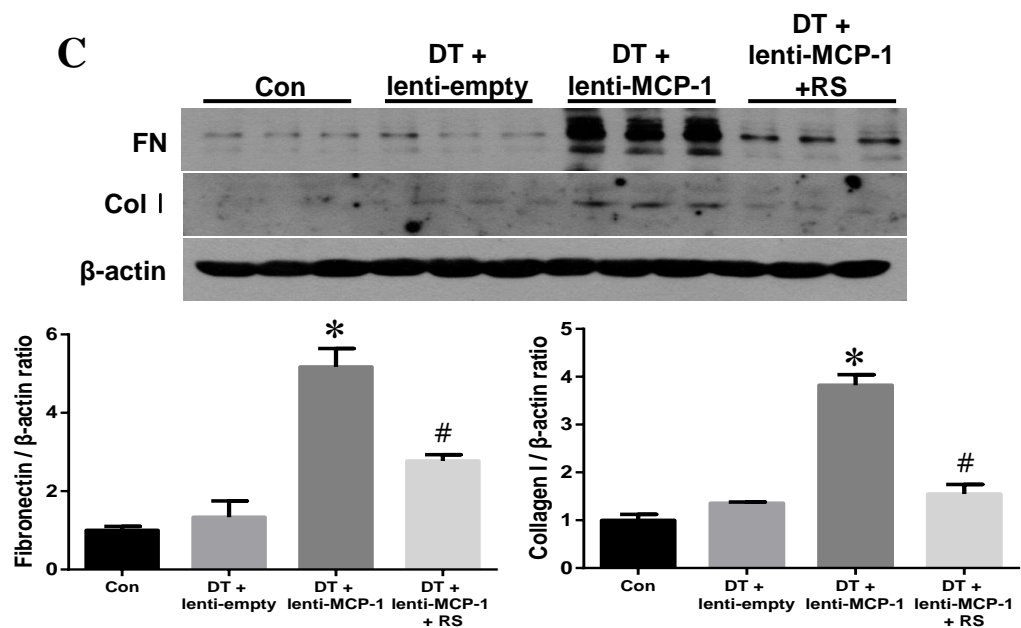 C
Con
DT +
lenti-empty
DT +
lenti-MCP-1
DT +
lenti-MCP-1
+RS
FN
Col I
β-actin
Fibronectin / β-actin ratio
6
4
2
0
*
#
Con
DT +
lenti-empty
DT +
lenti-MCP-1
DT +
lenti-MCP-1
+ RS
Collagen I / β-actin ratio
5
4
3
2
1
0
*
#
Con
DT +
lenti-empty
DT +
lenti-MCP-1
DT +
lenti-MCP-1
+ RS